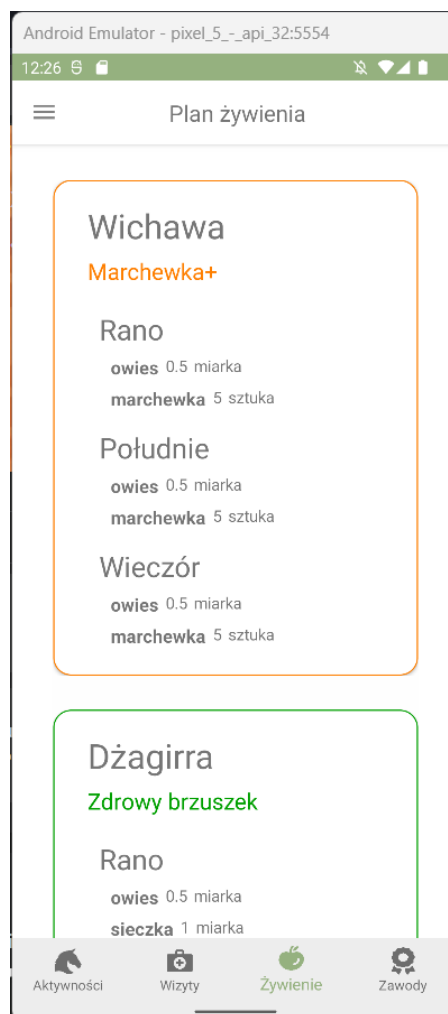 Android Emulator - pixel_5_-_api_32:5554
12:26
Plan żywienia
Wichawa
Marchewka+
Rano
owies 0.5 miarka
marchewka 5 sztuka
Południe
owies 0.5 miarka
marchewka 5 sztuka
Wieczór
owies 0.5 miarka
marchewka 5 sztuka
Dżagirra
Zdrowy brzuszek
Rano
owies 0.5 miarka
sieczka 1 miarka
Aktywności Wizyty Żywienie Zawody